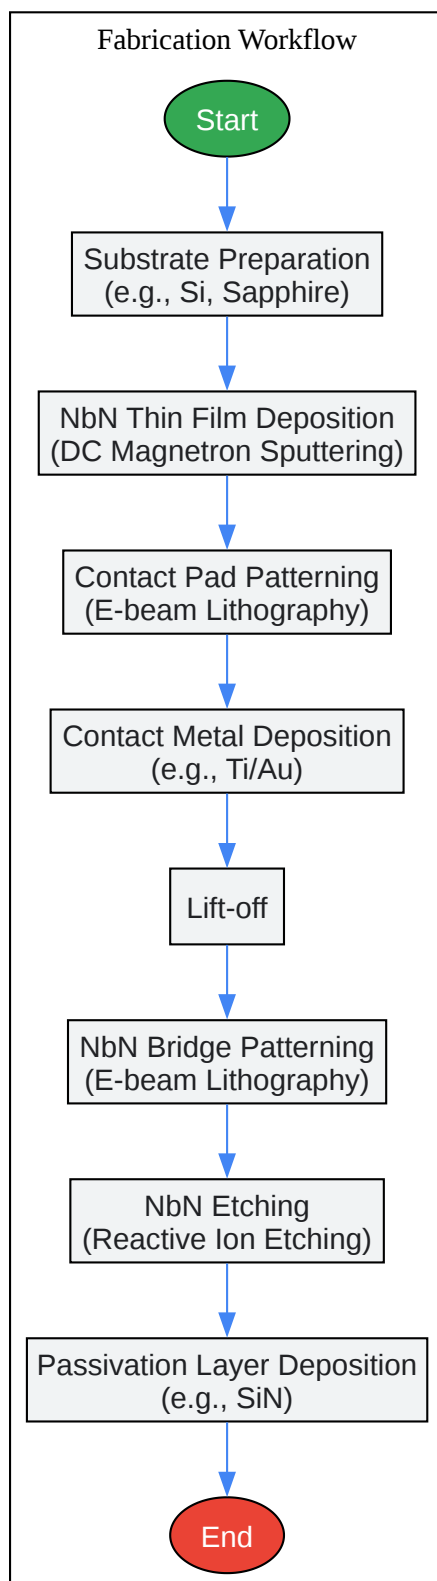 Fabrication Workflow
Start
Substrate Preparation
(e.g., Si, Sapphire)
NbN Thin Film Deposition
(DC Magnetron Sputtering)
Contact Pad Patterning
(E-beam Lithography)
Contact Metal Deposition
(e.g., Ti/Au)
Lift-off
NbN Bridge Patterning
(E-beam Lithography)
NbN Etching
(Reactive Ion Etching)
Passivation Layer Deposition
(e.g., SiN)
End